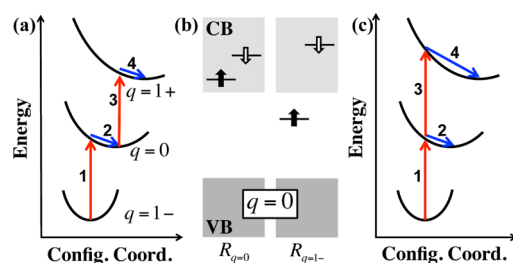 (a)
Energy
4
3
q = 1+
2
q = 0
1
q = 1−
Config. Coord.
(b)
CB
q = 0
VB
R_{q=0}
R_{q=1−}
(c)
Energy
4
3
2
1
Config. Coord.